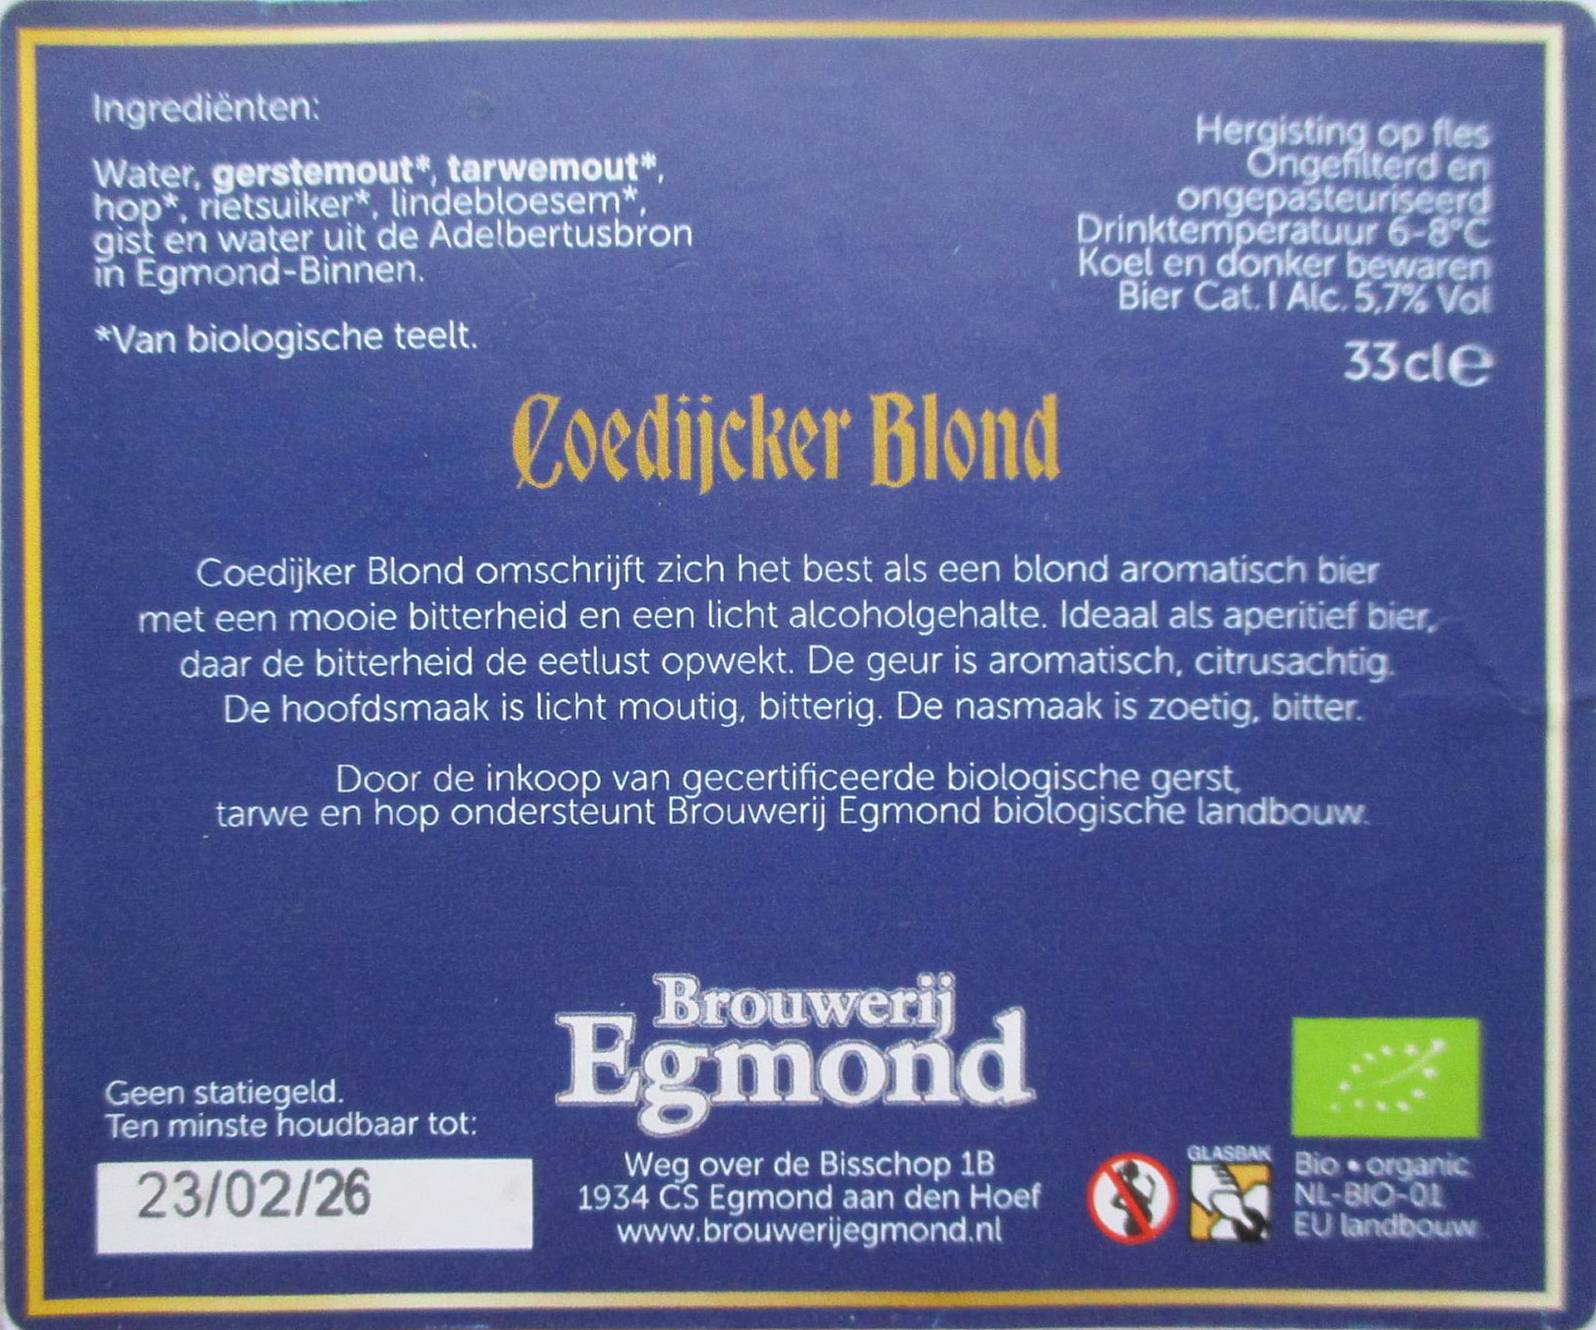 Ingrediënten:
Water, gerstemout*, tarwemout*,
hop*, rietsuiker*, lindebloesem*,
gist en water uit de Adelbertusbron
in Egmond-Binnen.
*Van biologische teelt.
Hergisting op fles
Ongefilterd en
ongepasteuriseerd
Drinktemperatuur 6-8°C
Koel en donker bewaren
Bier Cat. I Alc. 5,7% Vol
33 cl e
Coedijcker Blond
Coedijker Blond omschrijft zich het best als een blond aromatisch bier
met een mooie bitterheid en een licht alcoholgehalte. Ideaal als aperitief bier,
daar de bitterheid de eetlust opwekt. De geur is aromatisch, citrusachtig.
De hoofdsmaak is licht moutig, bitterig. De nasmaak is zoetig, bitter.
Door de inkoop van gecertificeerde biologische gerst,
tarwe en hop ondersteunt Brouwerij Egmond biologische landbouw.
Geen statiegeld.
Ten minste houdbaar tot:
23/02/26
Brouwerij
Egmond
Weg over de Bisschop 1B
1934 CS Egmond aan den Hoef
www.brouwerijegmond.nl
GLASBAK
Bio • organic
NL-BIO-01
EU landbouw